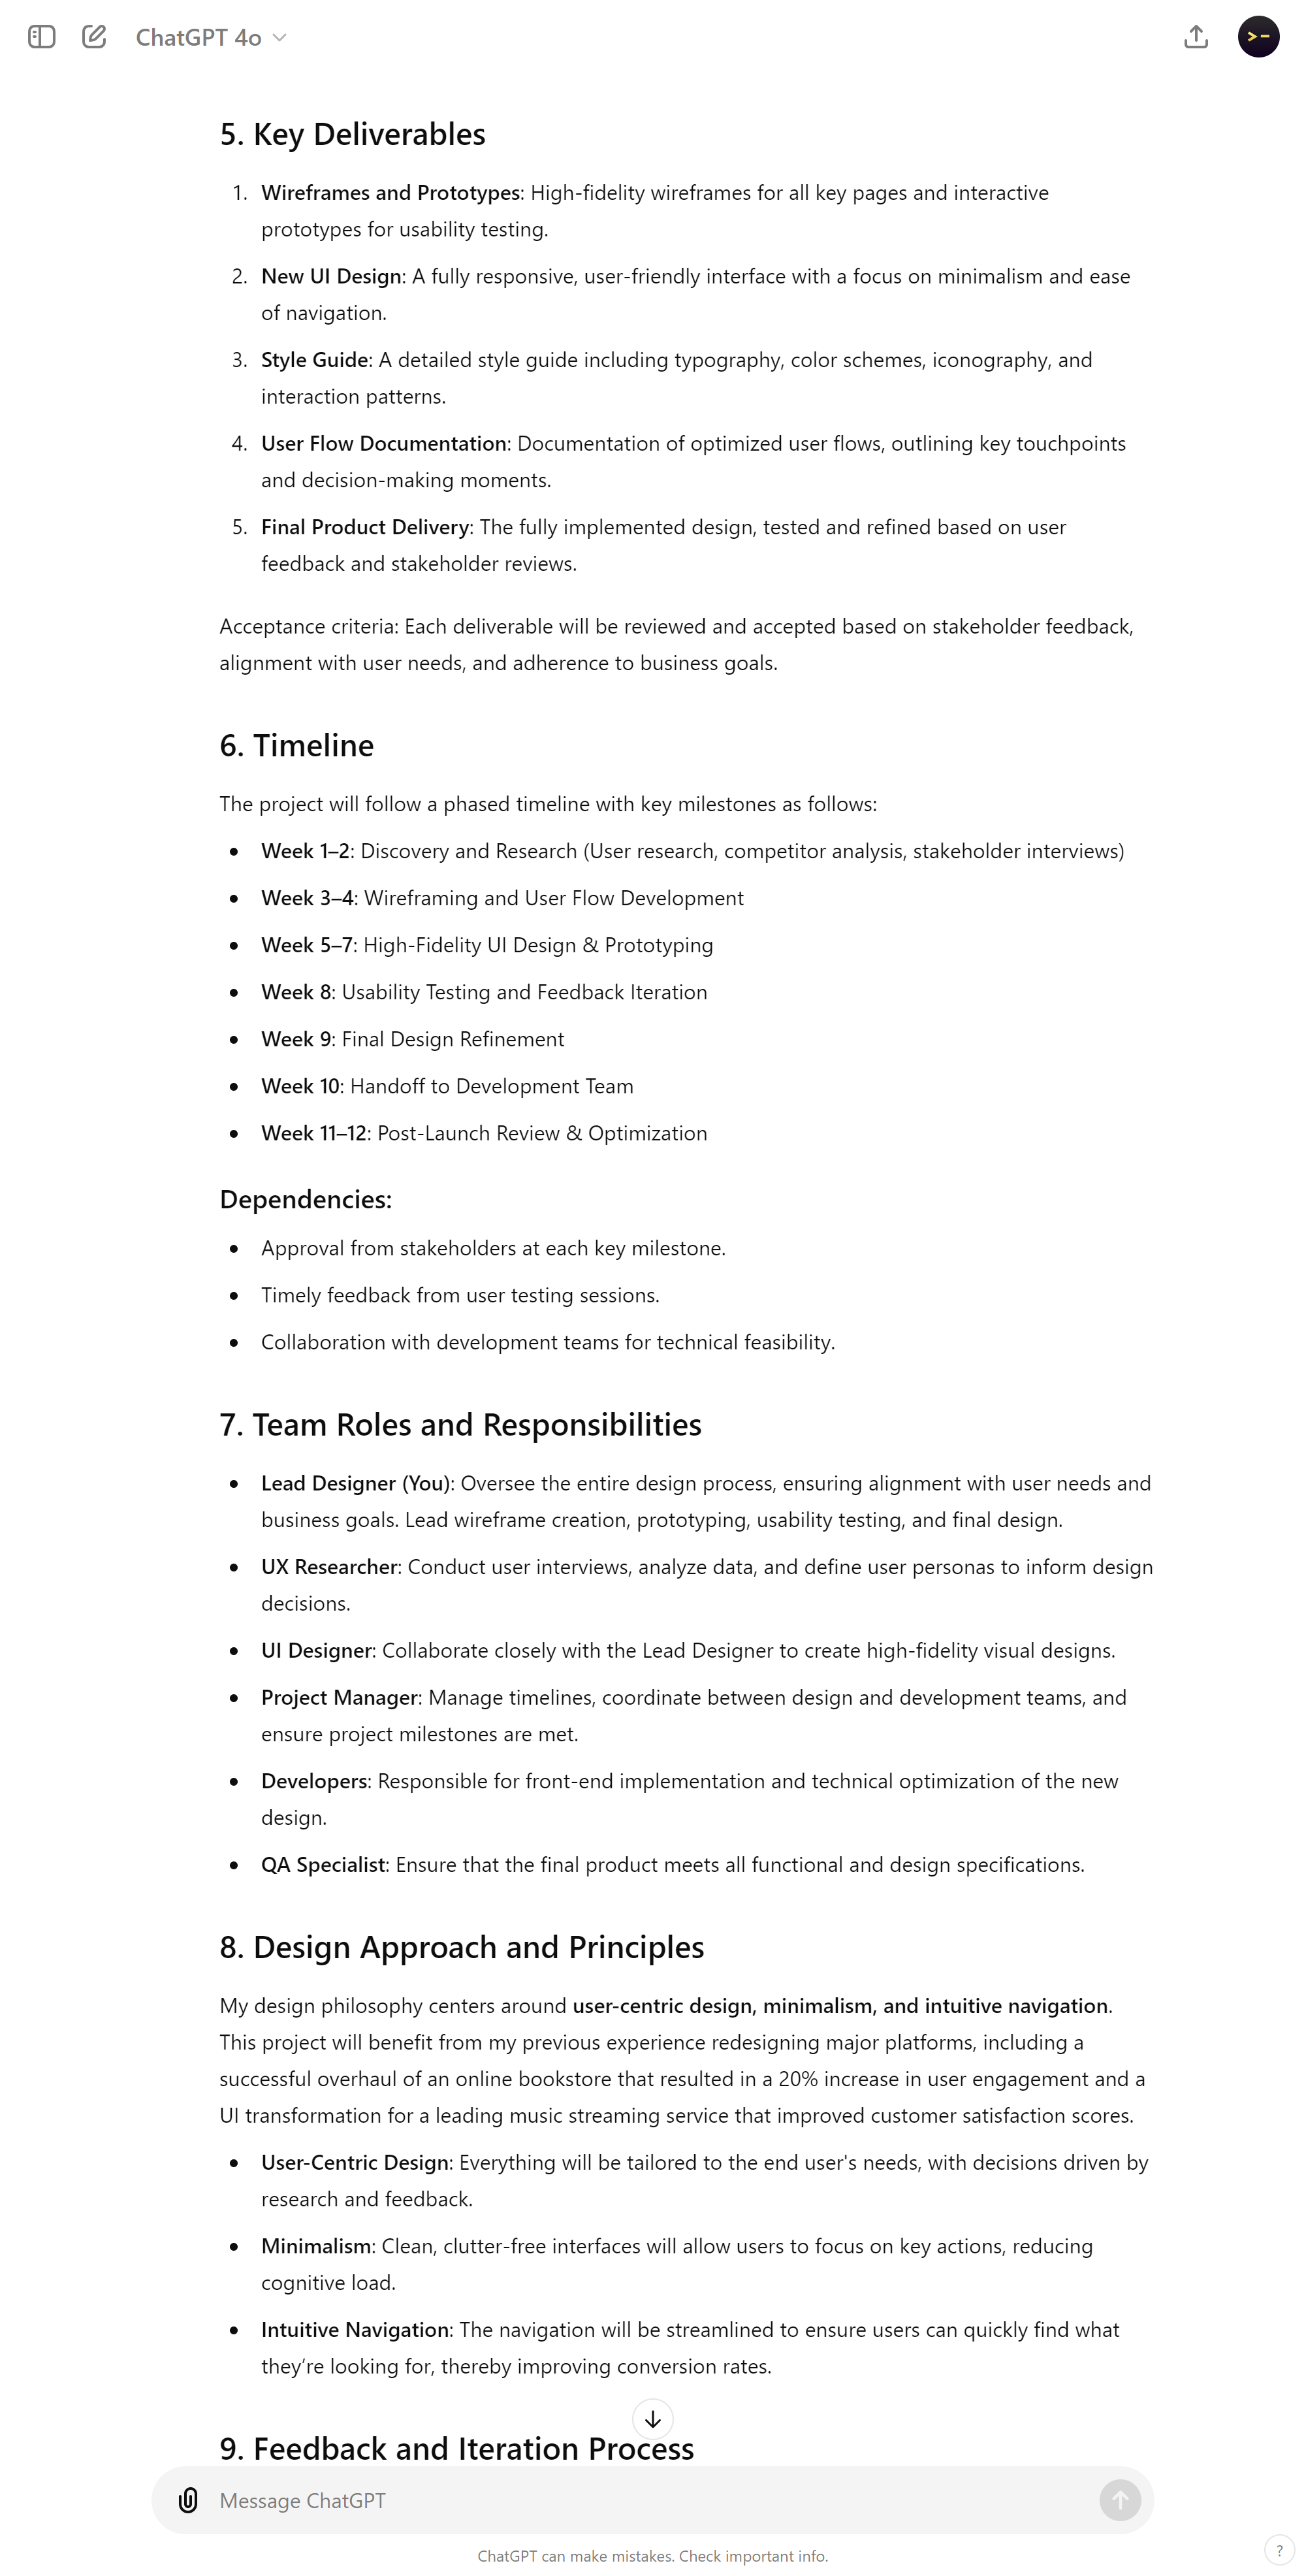 ChatGPT 4o
5. Key Deliverables
1. Wireframes and Prototypes: High-fidelity wireframes for all key pages and interactive
prototypes for usability testing.
2. New UI Design: A fully responsive, user-friendly interface with a focus on minimalism and ease
of navigation.
3. Style Guide: A detailed style guide including typography, color schemes, iconography, and
interaction patterns.
4. User Flow Documentation: Documentation of optimized user flows, outlining key touchpoints
and decision-making moments.
5. Final Product Delivery: The fully implemented design, tested and refined based on user
feedback and stakeholder reviews.
Acceptance criteria: Each deliverable will be reviewed and accepted based on stakeholder feedback,
alignment with user needs, and adherence to business goals.
6. Timeline
The project will follow a phased timeline with key milestones as follows:
• Week 1–2: Discovery and Research (User research, competitor analysis, stakeholder interviews)
• Week 3–4: Wireframing and User Flow Development
• Week 5–7: High-Fidelity UI Design & Prototyping
• Week 8: Usability Testing and Feedback Iteration
• Week 9: Final Design Refinement
• Week 10: Handoff to Development Team
• Week 11–12: Post-Launch Review & Optimization
Dependencies:
• Approval from stakeholders at each key milestone.
• Timely feedback from user testing sessions.
• Collaboration with development teams for technical feasibility.
7. Team Roles and Responsibilities
• Lead Designer (You): Oversee the entire design process, ensuring alignment with user needs and
business goals. Lead wireframe creation, prototyping, usability testing, and final design.
• UX Researcher: Conduct user interviews, analyze data, and define user personas to inform design
decisions.
• UI Designer: Collaborate closely with the Lead Designer to create high-fidelity visual designs.
• Project Manager: Manage timelines, coordinate between design and development teams, and
ensure project milestones are met.
• Developers: Responsible for front-end implementation and technical optimization of the new
design.
• QA Specialist: Ensure that the final product meets all functional and design specifications.
8. Design Approach and Principles
My design philosophy centers around user-centric design, minimalism, and intuitive navigation.
This project will benefit from my previous experience redesigning major platforms, including a
successful overhaul of an online bookstore that resulted in a 20% increase in user engagement and a
UI transformation for a leading music streaming service that improved customer satisfaction scores.
• User-Centric Design: Everything will be tailored to the end user's needs, with decisions driven by
research and feedback.
• Minimalism: Clean, clutter-free interfaces will allow users to focus on key actions, reducing
cognitive load.
• Intuitive Navigation: The navigation will be streamlined to ensure users can quickly find what
they’re looking for, thereby improving conversion rates.
9. Feedback and Iteration Process
Message ChatGPT
ChatGPT can make mistakes. Check important info.
?